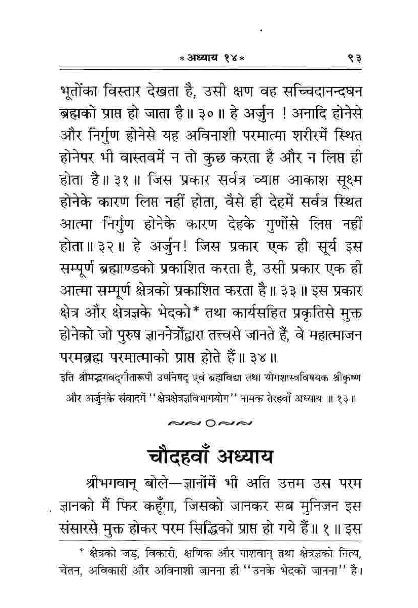 *अध्याय १४*
९३
भूतोंका विस्तार देखता है, उसी क्षण वह सच्चिदानन्दघन
ब्रह्मको प्राप्त हो जाता है॥ ३०॥ हे अर्जुन ! अनादि होनेसे
और निर्गुण होनेसे यह अविनाशी परमात्मा शरीरमें स्थित
होनेपर भी वास्तवमें न तो कुछ करता है और न लिप्त ही
होता है॥ ३१॥ जिस प्रकार सर्वत्र व्याप्त आकाश सूक्ष्म
होनेके कारण लिप्त नहीं होता, वैसे ही देहमें सर्वत्र स्थित
आत्मा निर्गुण होनेके कारण देहके गुणोंसे लिप्त नहीं
होता॥ ३२॥ हे अर्जुन! जिस प्रकार एक ही सूर्य इस
सम्पूर्ण ब्रह्माण्डको प्रकाशित करता है, उसी प्रकार एक ही
आत्मा सम्पूर्ण क्षेत्रको प्रकाशित करता है॥ ३३॥ इस प्रकार
क्षेत्र और क्षेत्रज्ञके भेदको* तथा कार्यसहित प्रकृतिसे मुक्त
होनेको जो पुरुष ज्ञाननेत्रोंद्वारा तत्त्वसे जानते हैं, वे महात्माजन
परमब्रह्म परमात्माको प्राप्त होते हैं॥ ३४॥
इति श्रीमद्भगवद्गीतारूपी उपनिषद् एवं ब्रह्मविद्या तथा योगशास्त्रविषयक श्रीकृष्ण
और अर्जुनके संवादमें "क्षेत्रक्षेत्रज्ञविभागयोग" नामक तेरहवाँ अध्याय ॥ १३॥
चौदहवाँ अध्याय
श्रीभगवान् बोले—ज्ञानोंमें भी अति उत्तम उस परम
ज्ञानको मैं फिर कहूँगा, जिसको जानकर सब मुनिजन इस
संसारसे मुक्त होकर परम सिद्धिको प्राप्त हो गये हैं॥ १॥ इस
* क्षेत्रको जड़, विकारी, क्षणिक और नाशवान् तथा क्षेत्रज्ञको नित्य,
चेतन, अविकारी और अविनाशी जानना ही "उनके भेदको जानना" है।